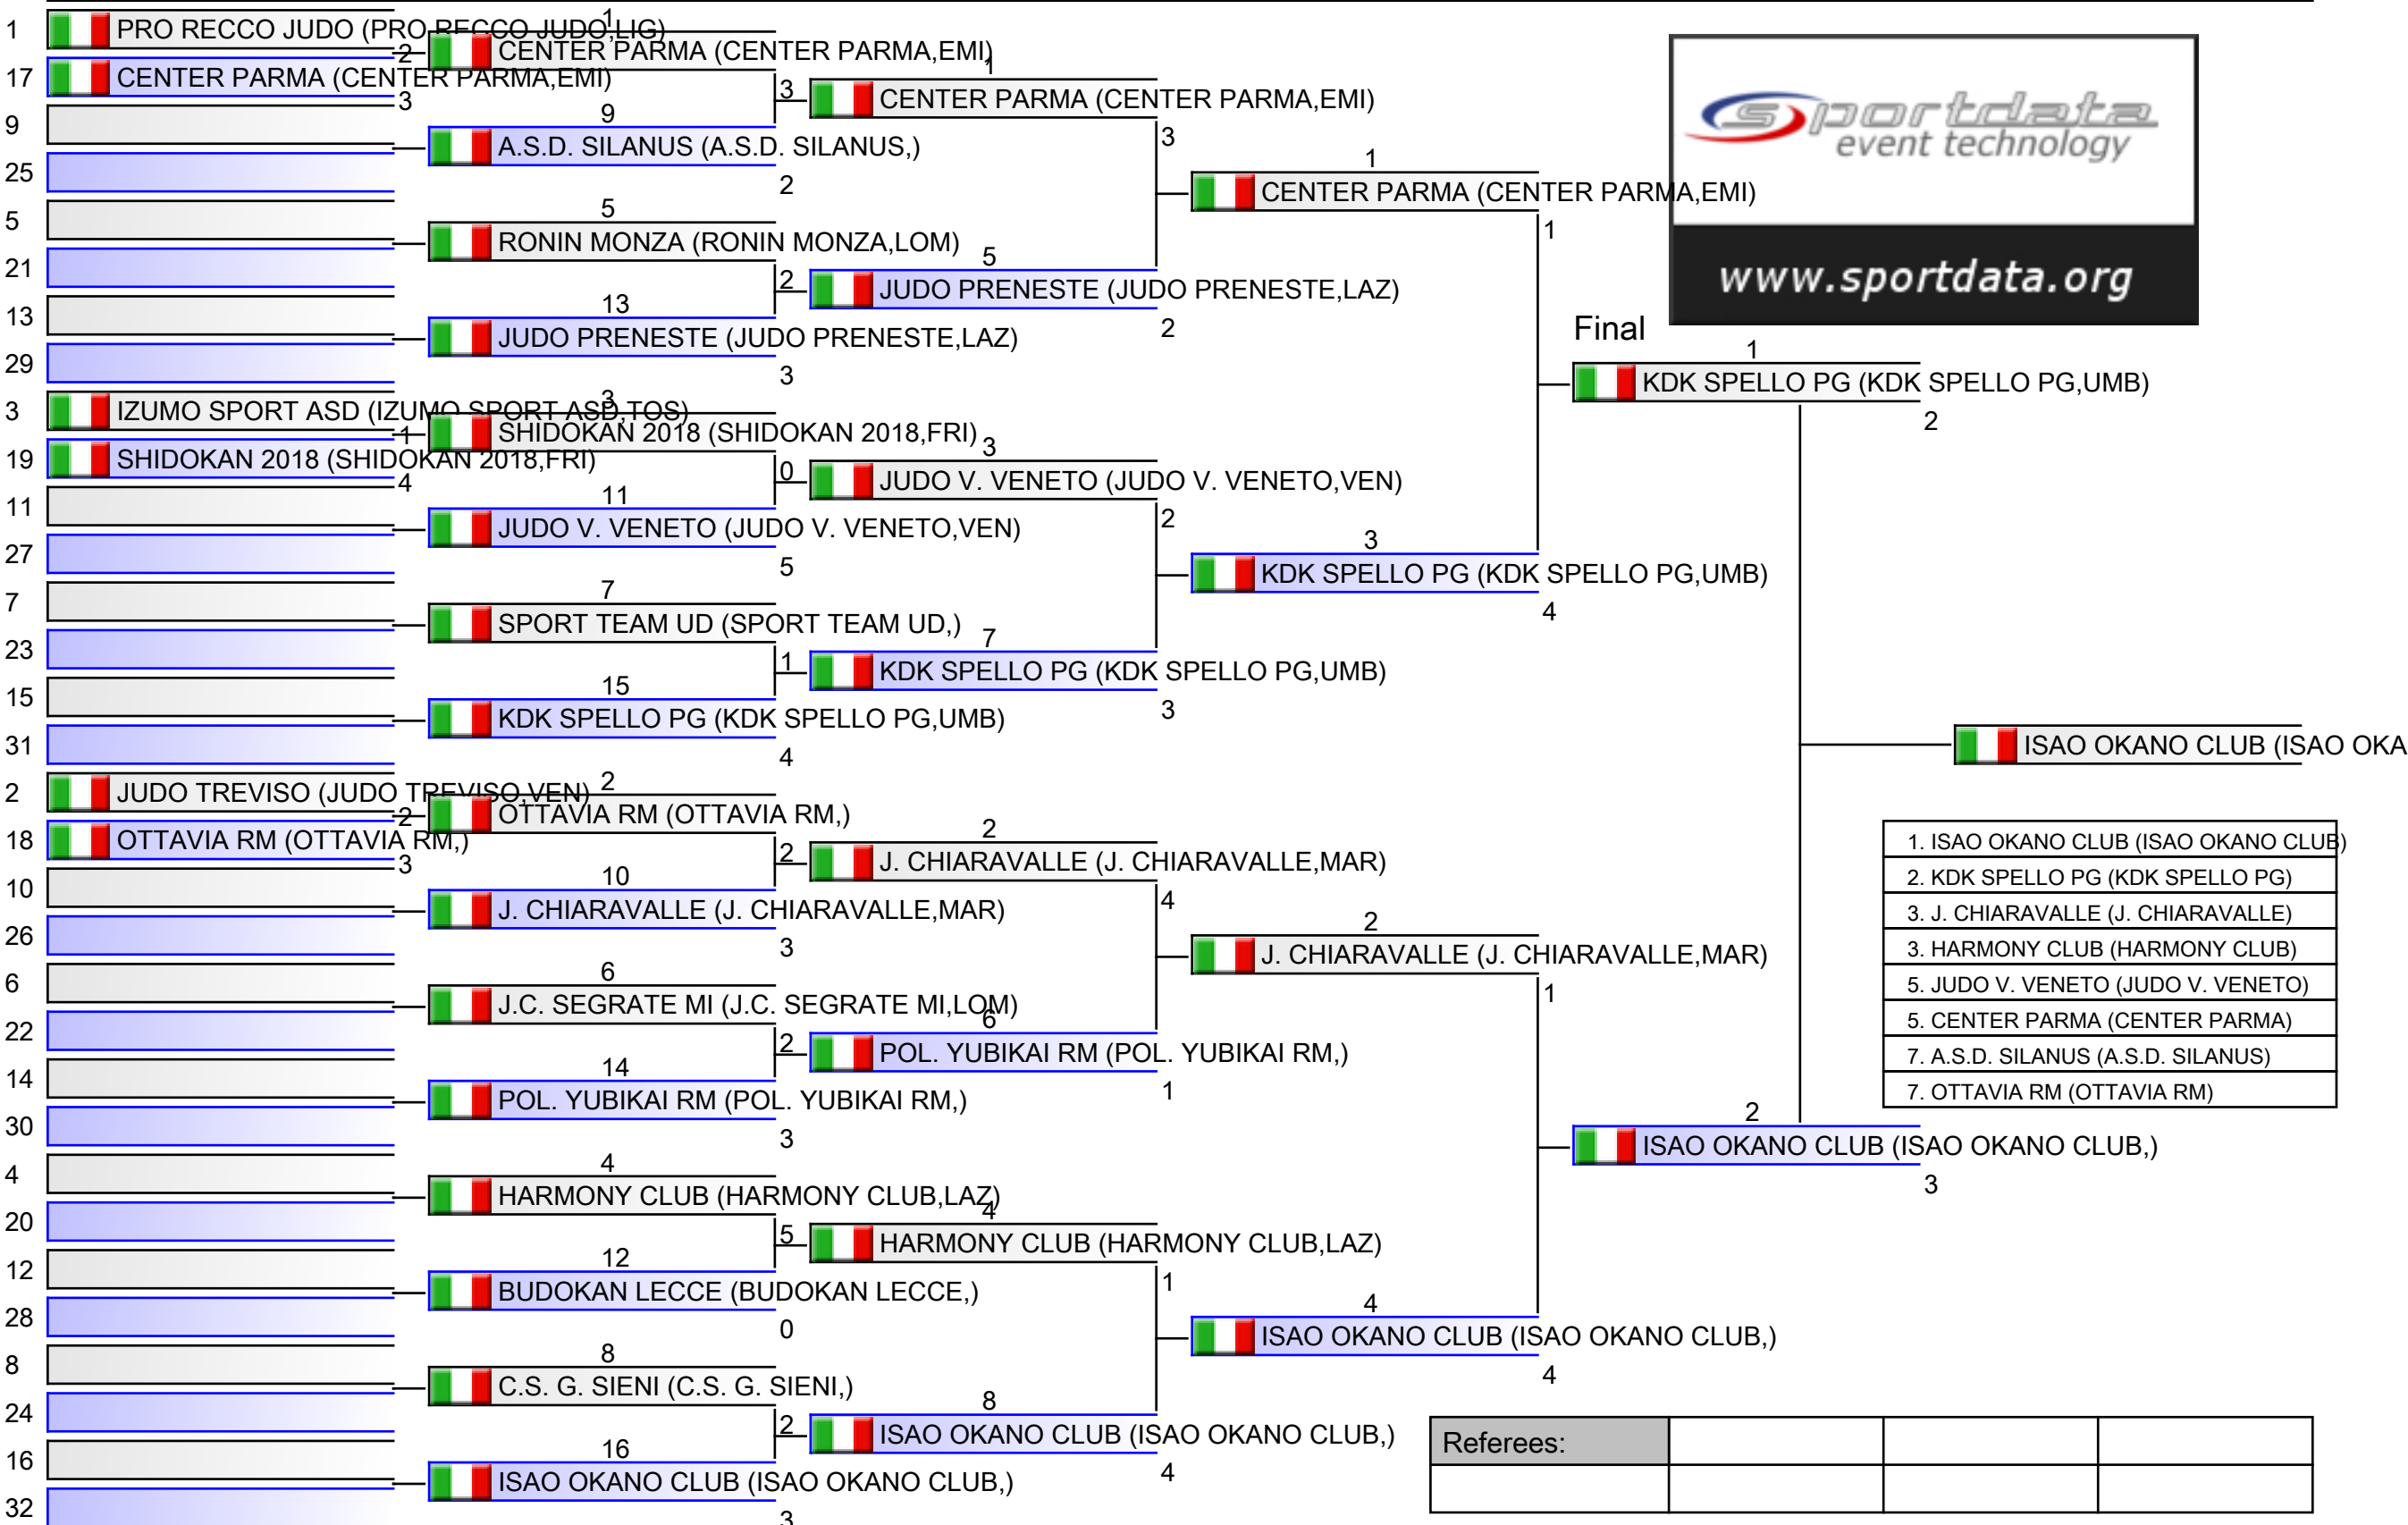 1 PRO RECCO JUDO (PRO RECCO JUDO,LIG)
2
17 CENTER PARMA (CENTER PARMA,EMI)
3
9
25
5
21
13
29
3 IZUMO SPORT ASD (IZUMO SPORT ASD,TOS)
1
19 SHIDOKAN 2018 (SHIDOKAN 2018,FRI)
4
11
27
7
23
15
31
2 JUDO TREVISO (JUDO TREVISO,VEN)
2
18 OTTAVIA RM (OTTAVIA RM,)
3
10
26
6
22
14
30
4
20
12
28
8
24
16
32
1
CENTER PARMA (CENTER PARMA,EMI)
3
9
A.S.D. SILANUS (A.S.D. SILANUS,)
2
5
RONIN MONZA (RONIN MONZA,LOM)
2
13
JUDO PRENESTE (JUDO PRENESTE,LAZ)
3
3
SHIDOKAN 2018 (SHIDOKAN 2018,FRI)
0
11
JUDO V. VENETO (JUDO V. VENETO,VEN)
5
7
SPORT TEAM UD (SPORT TEAM UD,)
1
15
KDK SPELLO PG (KDK SPELLO PG,UMB)
4
2
OTTAVIA RM (OTTAVIA RM,)
2
10
J. CHIARAVALLE (J. CHIARAVALLE,MAR)
3
6
J.C. SEGRATE MI (J.C. SEGRATE MI,LOM)
2
14
POL. YUBIKAI RM (POL. YUBIKAI RM,)
3
4
HARMONY CLUB (HARMONY CLUB,LAZ)
5
12
BUDOKAN LECCE (BUDOKAN LECCE,)
0
8
C.S. G. SIENI (C.S. G. SIENI,)
2
16
ISAO OKANO CLUB (ISAO OKANO CLUB,)
3
1
CENTER PARMA (CENTER PARMA,EMI)
3
5
JUDO PRENESTE (JUDO PRENESTE,LAZ)
2
3
JUDO V. VENETO (JUDO V. VENETO,VEN)
2
7
KDK SPELLO PG (KDK SPELLO PG,UMB)
3
2
J. CHIARAVALLE (J. CHIARAVALLE,MAR)
4
6
POL. YUBIKAI RM (POL. YUBIKAI RM,)
1
4
HARMONY CLUB (HARMONY CLUB,LAZ)
1
8
ISAO OKANO CLUB (ISAO OKANO CLUB,)
4
1
CENTER PARMA (CENTER PARMA,EMI)
1
3
KDK SPELLO PG (KDK SPELLO PG,UMB)
4
2
J. CHIARAVALLE (J. CHIARAVALLE,MAR)
1
4
ISAO OKANO CLUB (ISAO OKANO CLUB,)
4
sportdata
event technology
www.sportdata.org
Final
1
KDK SPELLO PG (KDK SPELLO PG,UMB)
2
2
ISAO OKANO CLUB (ISAO OKANO CLUB,)
3
ISAO OKANO CLUB (ISAO OKA
1. ISAO OKANO CLUB (ISAO OKANO CLUB)
2. KDK SPELLO PG (KDK SPELLO PG)
3. J. CHIARAVALLE (J. CHIARAVALLE)
3. HARMONY CLUB (HARMONY CLUB)
5. JUDO V. VENETO (JUDO V. VENETO)
5. CENTER PARMA (CENTER PARMA)
7. A.S.D. SILANUS (A.S.D. SILANUS)
7. OTTAVIA RM (OTTAVIA RM)
Referees: